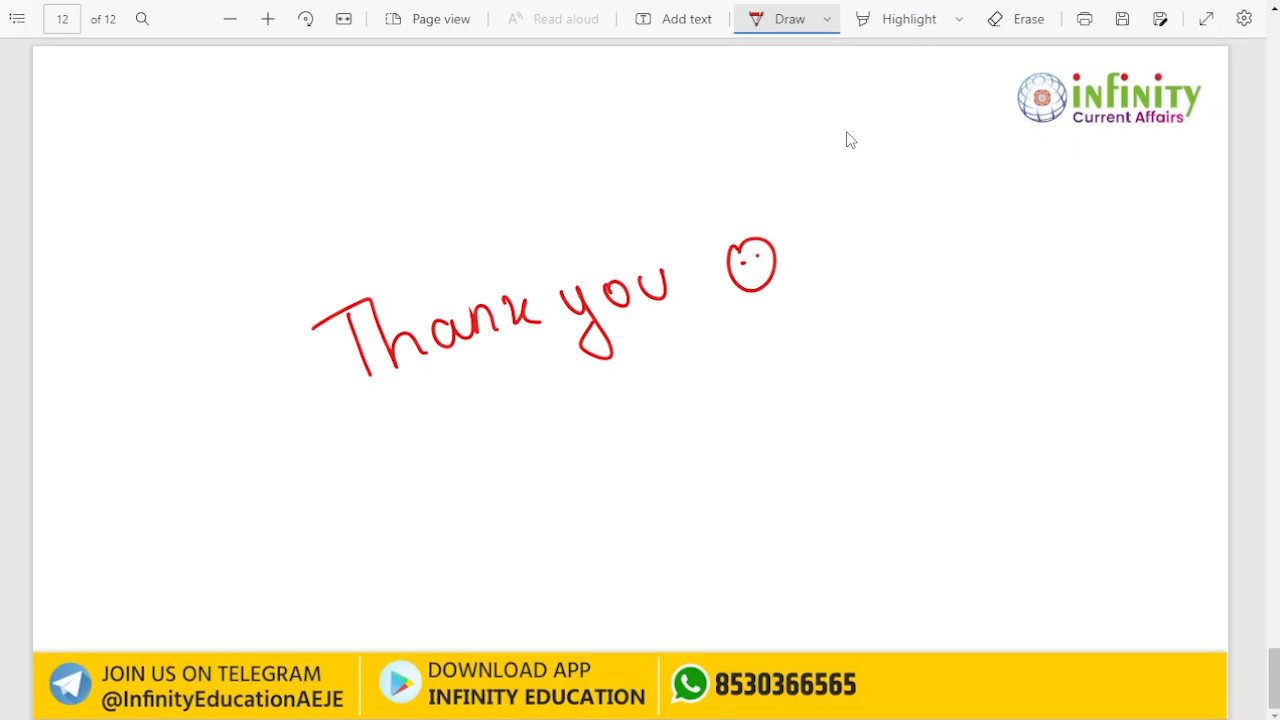 12 of 12 Page view Read aloud Add text Draw Highlight Erase
infinity
Current Affairs
Thank you
JOIN US ON TELEGRAM
@InfinityEducationAEJE
DOWNLOAD APP
INFINITY EDUCATION
8530366565